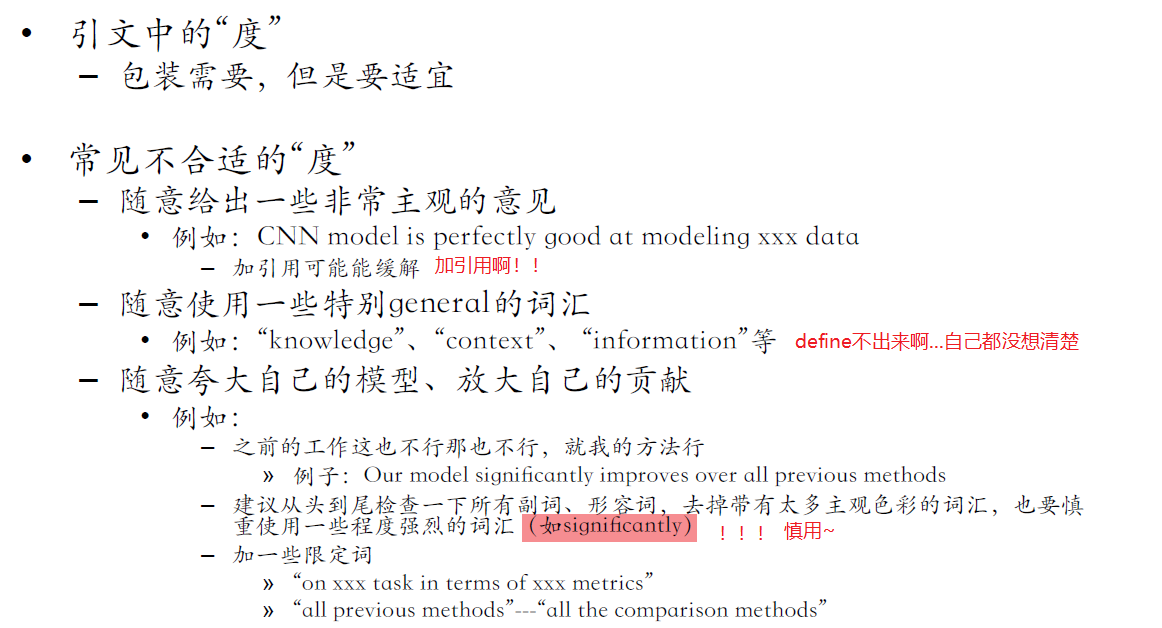 • 引文中的“度”
– 包装需要，但是要适宜
• 常见不合适的“度”
– 随意给出一些非常主观的意见
• 例如：CNN model is perfectly good at modeling xxx data
– 加引用可能能缓解 加引用啊！！
– 随意使用一些特别general的词汇
• 例如：“knowledge”、“context”、“information”等 define不出来啊...自己都没想清楚
– 随意夸大自己的模型、放大自己的贡献
• 例如：
– 之前的工作这也不行那也不行，就我的方法行
» 例子：Our model significantly improves over all previous methods
– 建议从头到尾检查一下所有副词、形容词，去掉带有太多主观色彩的词汇，也要慎
重使用一些程度强烈的词汇（如significantly） ！！！ 慎用~
– 加一些限定词
» “on xxx task in terms of xxx metrics”
» “all previous methods”---“all the comparison methods”